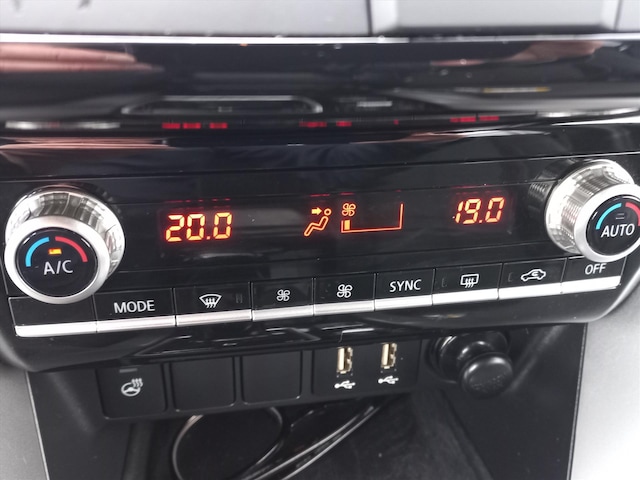 20.0 19.0
A/C AUTO
MODE SYNC OFF